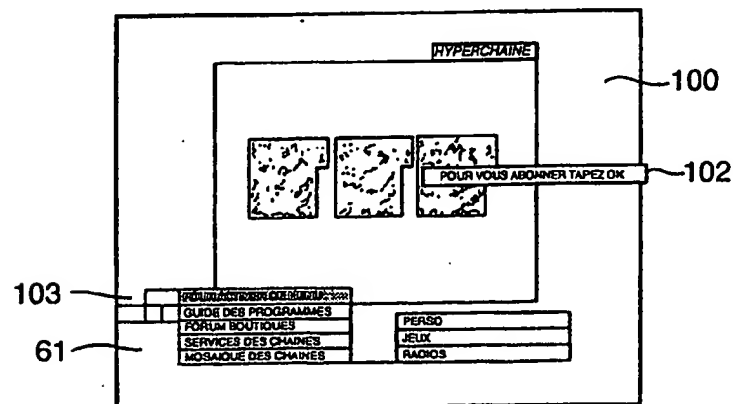 HYPERCHAINE
100
POUR VOUS ABONNER TAPEZ OK
102
103
GUIDE DES PROGRAMMES
FORUM BOUTIQUES
SERVICES DES CHAINES
MOSAIQUE DES CHAINES
PERSO
JEUX
RADIOS
61